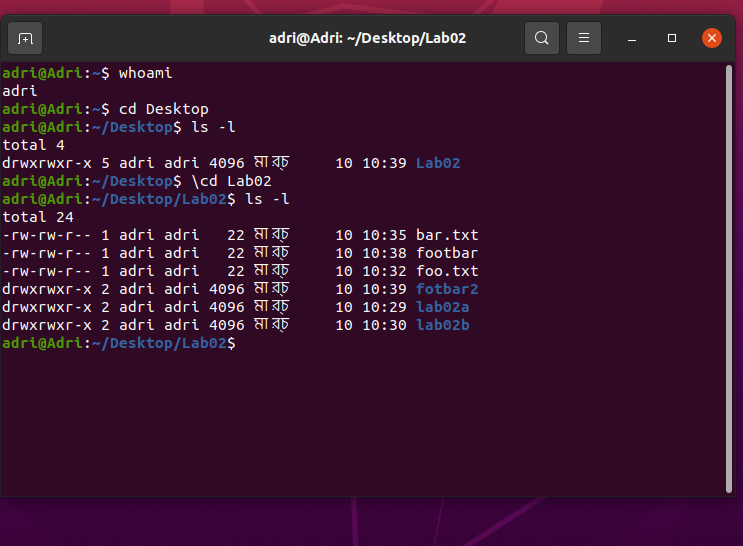 adri@Adri: ~/Desktop/Lab02
adri@Adri:~$ whoami
adri
adri@Adri:~$ cd Desktop
adri@Adri:~/Desktop$ ls -l
total 4
drwxrwxr-x 5 adri adri 4096 মার্চ 10 10:39 Lab02
adri@Adri:~/Desktop$ \cd Lab02
adri@Adri:~/Desktop/Lab02$ ls -l
total 24
-rw-rw-r-- 1 adri adri 22 মার্চ 10 10:35 bar.txt
-rw-rw-r-- 1 adri adri 22 মার্চ 10 10:38 footbar
-rw-rw-r-- 1 adri adri 22 মার্চ 10 10:32 foo.txt
drwxrwxr-x 2 adri adri 4096 মার্চ 10 10:39 fotbar2
drwxrwxr-x 2 adri adri 4096 মার্চ 10 10:29 lab02a
drwxrwxr-x 2 adri adri 4096 মার্চ 10 10:30 lab02b
adri@Adri:~/Desktop/Lab02$